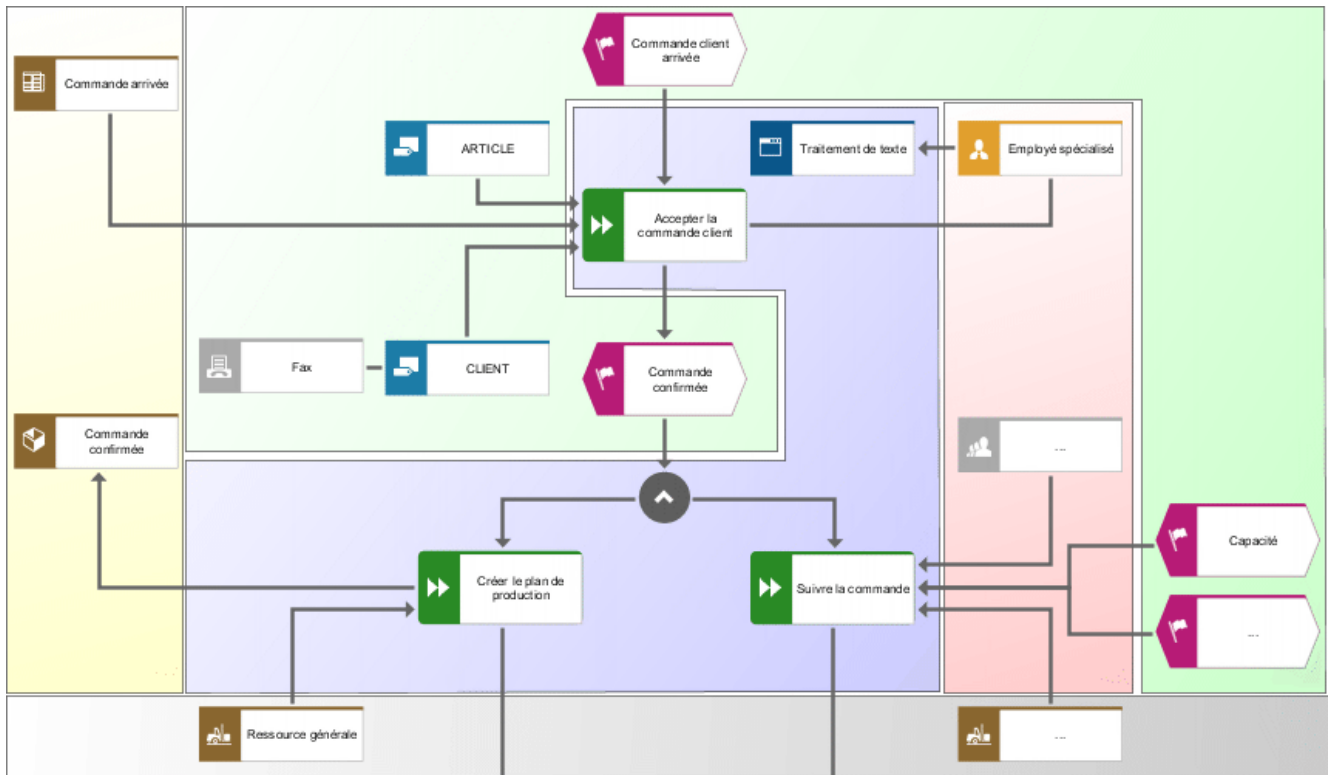 Commande client
arrivée
Commande arrivée
ARTICLE
Traitement de texte
Employé spécialisé
Accepter la
commande client
Fax
CLIENT
Commande
confirmée
Commande
confirmée
....
Capacité
Créer le plan de
production
Suivre la commande
....
Ressource générale
....